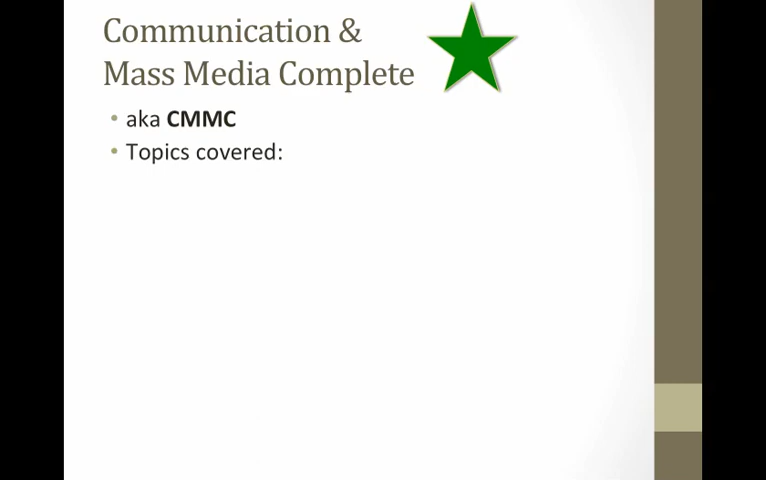 Communication &
Mass Media Complete
• aka CMMC
• Topics covered: